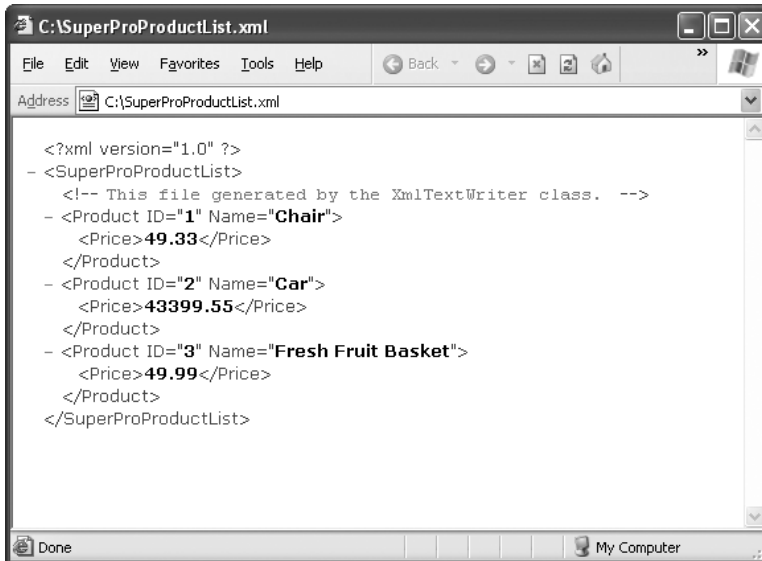 C:\SuperProProductList.xml
File Edit View Favorites Tools Help Back »
Address C:\SuperProProductList.xml
<?xml version="1.0" ?>
– <SuperProProductList>
<!-- This file generated by the XmlTextWriter class. -->
– <Product ID="1" Name="Chair">
<Price>49.33</Price>
</Product>
– <Product ID="2" Name="Car">
<Price>43399.55</Price>
</Product>
– <Product ID="3" Name="Fresh Fruit Basket">
<Price>49.99</Price>
</Product>
</SuperProProductList>
Done My Computer